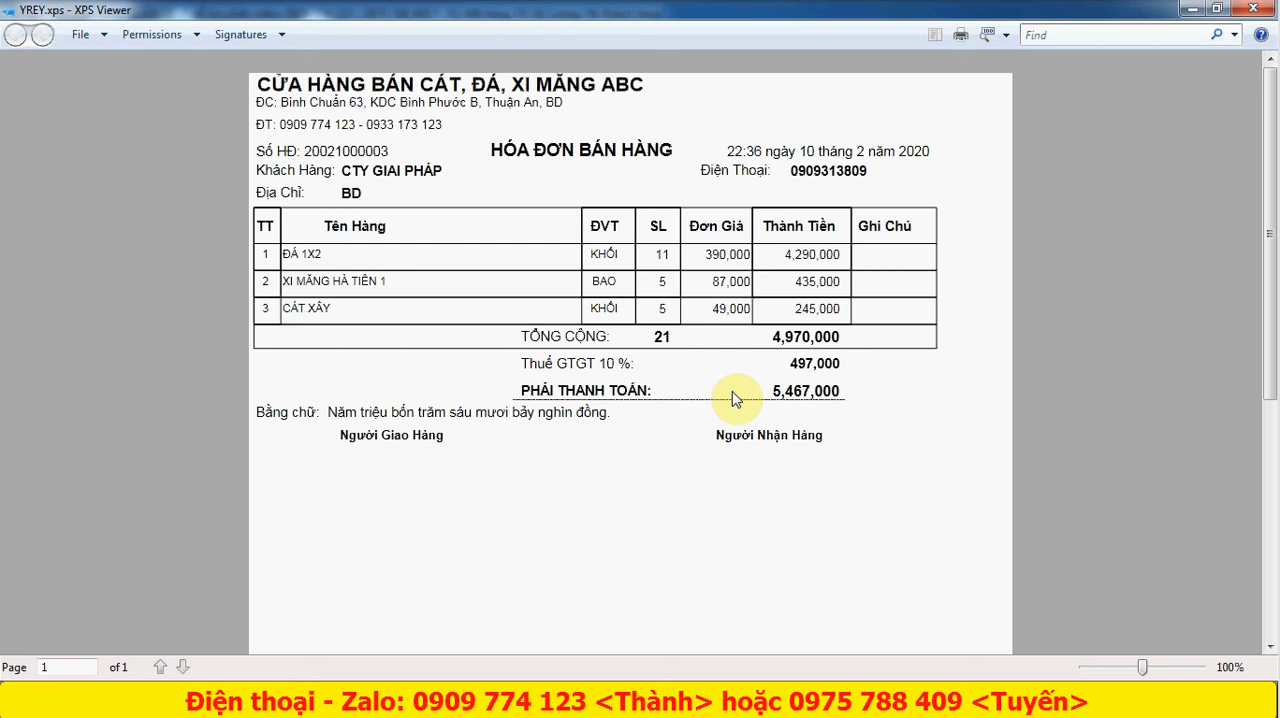 YREY.xps - XPS Viewer
File Permissions Signatures Find
CỬA HÀNG BÁN CÁT, ĐÁ, XI MĂNG ABC
ĐC: Bình Chuẩn 63, KDC Bình Phước B, Thuận An, BD
ĐT: 0909 774 123 - 0933 173 123
Số HĐ: 20021000003 HÓA ĐƠN BÁN HÀNG 22:36 ngày 10 tháng 2 năm 2020
Khách Hàng: CTY GIAI PHÁP Điện Thoại: 0909313809
Địa Chỉ: BD
TT Tên Hàng ĐVT SL Đơn Giá Thành Tiền Ghi Chú
1 ĐÁ 1X2 KHỐI 11 390,000 4,290,000
2 XI MĂNG HÀ TIÊN 1 BAO 5 87,000 435,000
3 CÁT XÂY KHỐI 5 49,000 245,000
TỔNG CỘNG: 21 4,970,000
Thuế GTGT 10 %: 497,000
PHẢI THANH TOÁN: 5,467,000
Bằng chữ: Năm triệu bốn trăm sáu mươi bảy nghìn đồng.
Người Giao Hàng Người Nhận Hàng
Page 1 of 1 100%
Điện thoại - Zalo: 0909 774 123 <Thành> hoặc 0975 788 409 <Tuyến>